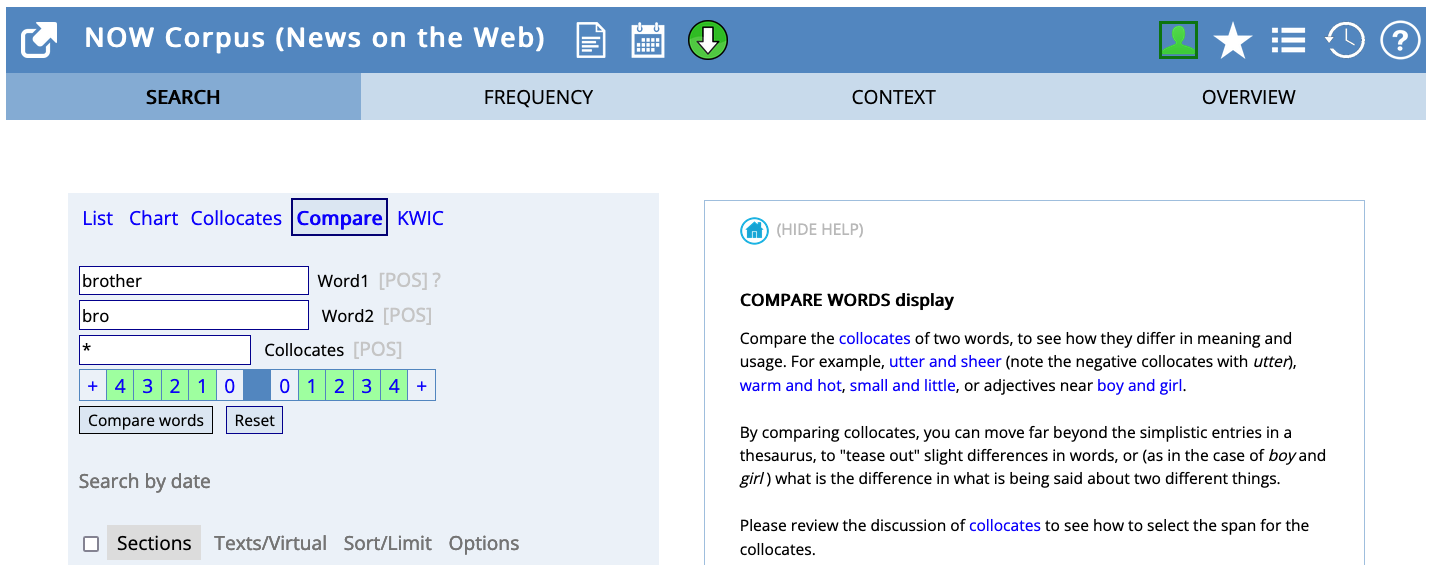 NOW Corpus (News on the Web)
?
SEARCH FREQUENCY CONTEXT OVERVIEW
List Chart Collocates Compare KWIC
brother Word1 [POS] ?
bro Word2 [POS]
* Collocates [POS]
+ 4 3 2 1 0 0 1 2 3 4 +
Compare words Reset
Search by date
Sections Texts/Virtual Sort/Limit Options
(HIDE HELP)
COMPARE WORDS display
Compare the collocates of two words, to see how they differ in meaning and
usage. For example, utter and sheer (note the negative collocates with utter),
warm and hot, small and little, or adjectives near boy and girl.
By comparing collocates, you can move far beyond the simplistic entries in a
thesaurus, to "tease out" slight differences in words, or (as in the case of boy and
girl ) what is the difference in what is being said about two different things.
Please review the discussion of collocates to see how to select the span for the
collocates.